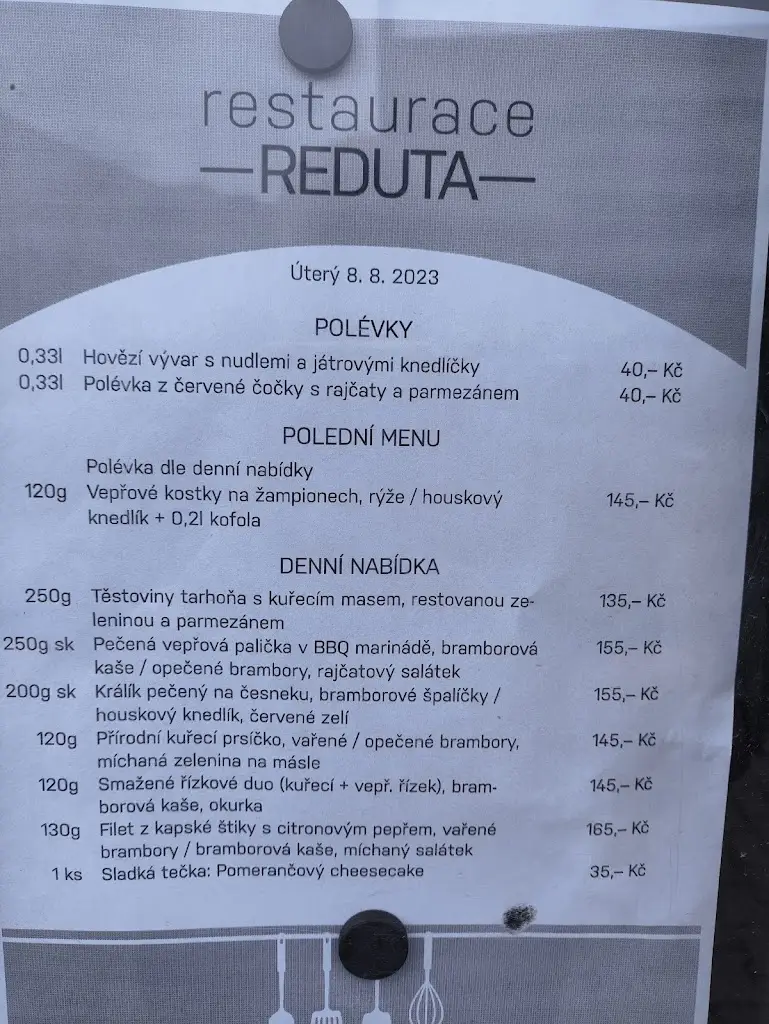 restaurace
—REDUTA—
Úterý 8. 8. 2023
POLÉVKY
0,33l Hovězí vývar s nudlemi a játrovými knedlíčky 40,– Kč
0,33l Polévka z červené čočky s rajčaty a parmezánem 40,– Kč
POLEDNÍ MENU
Polévka dle denní nabídky
120g Vepřové kostky na žampionech, rýže / houskový 145,– Kč
knedlík + 0,2l kofola
DENNÍ NABÍDKA
250g Těstoviny tarhoňa s kuřecím masem, restovanou ze- 135,– Kč
leninou a parmezánem
250g sk Pečená vepřová palička v BBQ marinádě, bramborová 155,– Kč
kaše / opečené brambory, rajčatový salátek
200g sk Králík pečený na česneku, bramborové špalíčky / 155,– Kč
houskový knedlík, červené zelí
120g Přírodní kuřecí prsíčko, vařené / opečené brambory, 145,– Kč
míchaná zelenina na másle
120g Smažené řízkové duo (kuřecí + vepř. řízek), bram- 145,– Kč
borová kaše, okurka
130g Filet z kapské štiky s citronovým pepřem, vařené 165,– Kč
brambory / bramborová kaše, míchaný salátek
1 ks Sladká tečka: Pomerančový cheesecake 35,– Kč